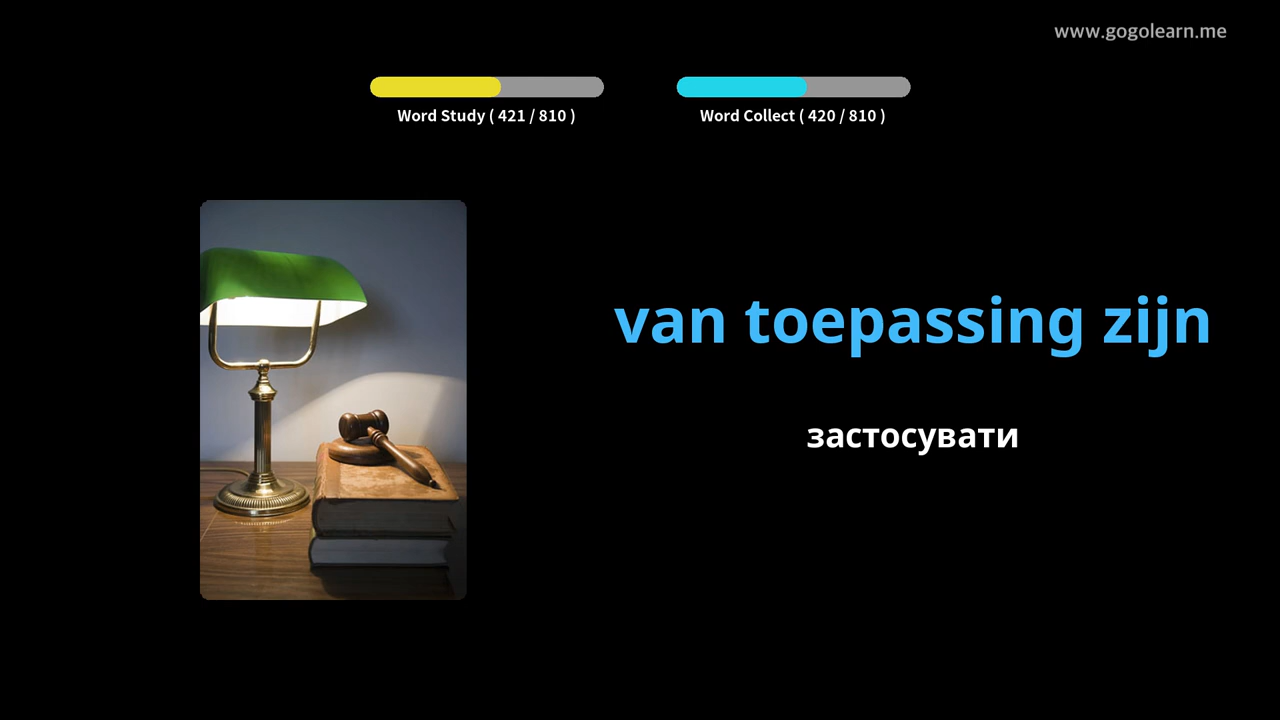 www.gogolearn.me
Word Study ( 421 / 810 )
Word Collect ( 420 / 810 )
van toepassing zijn
застосувати